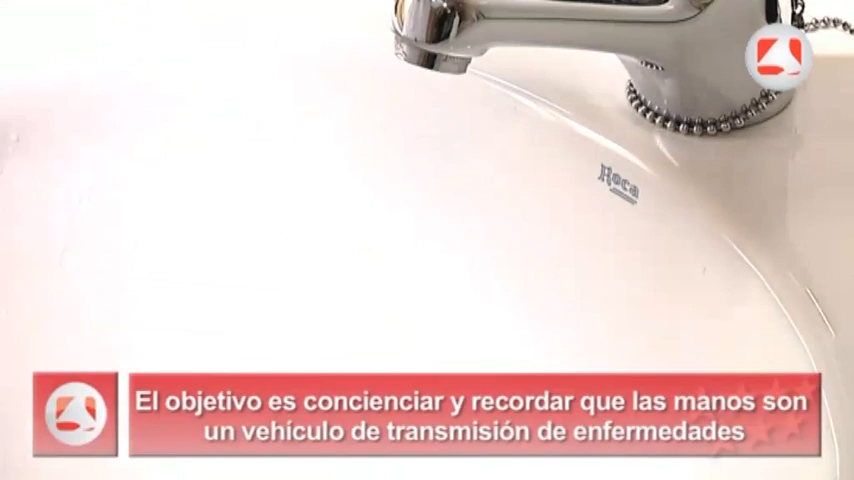 Roca
El objetivo es concienciar y recordar que las manos son
un vehículo de transmisión de enfermedades